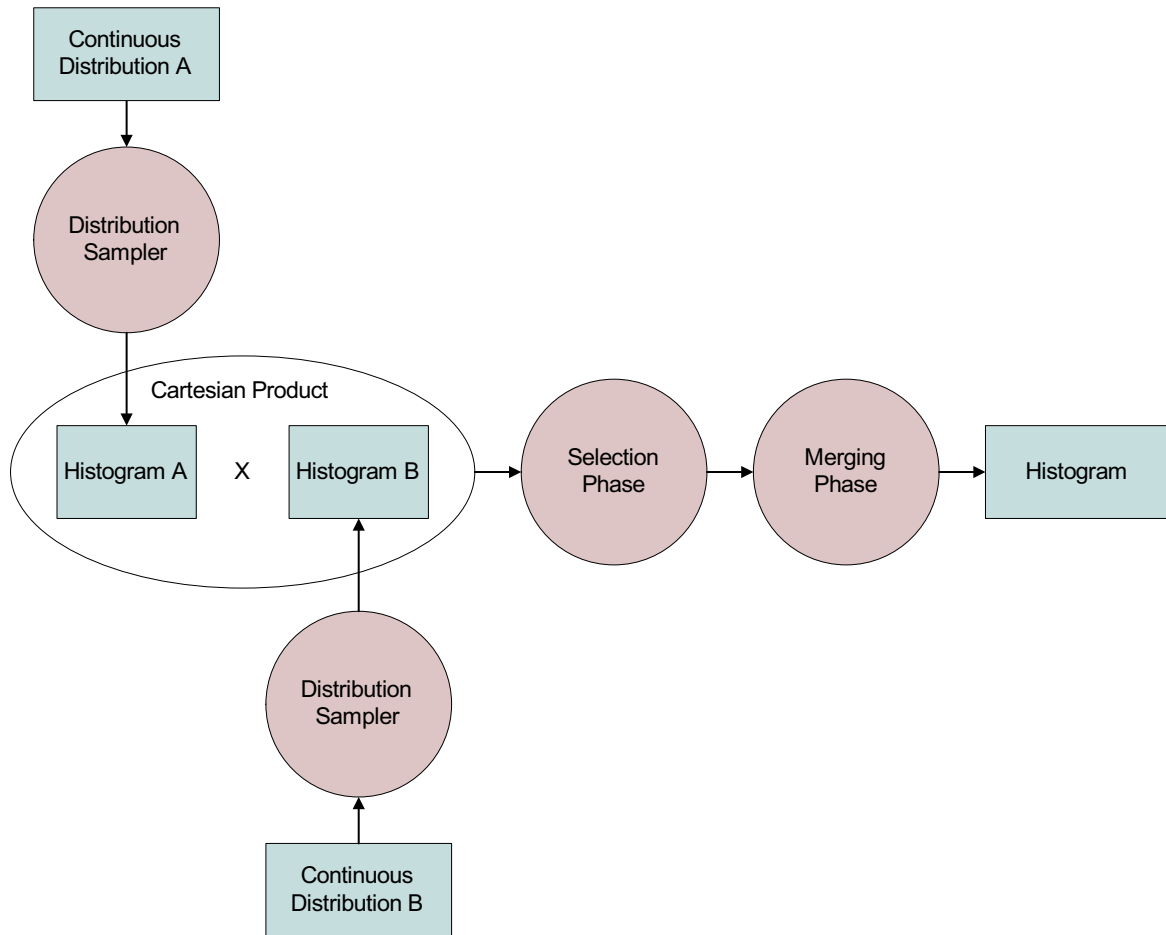 Continuous
Distribution A
Distribution
Sampler
Cartesian Product
Histogram A
X
Histogram B
Selection
Phase
Merging
Phase
Histogram
Distribution
Sampler
Continuous
Distribution B